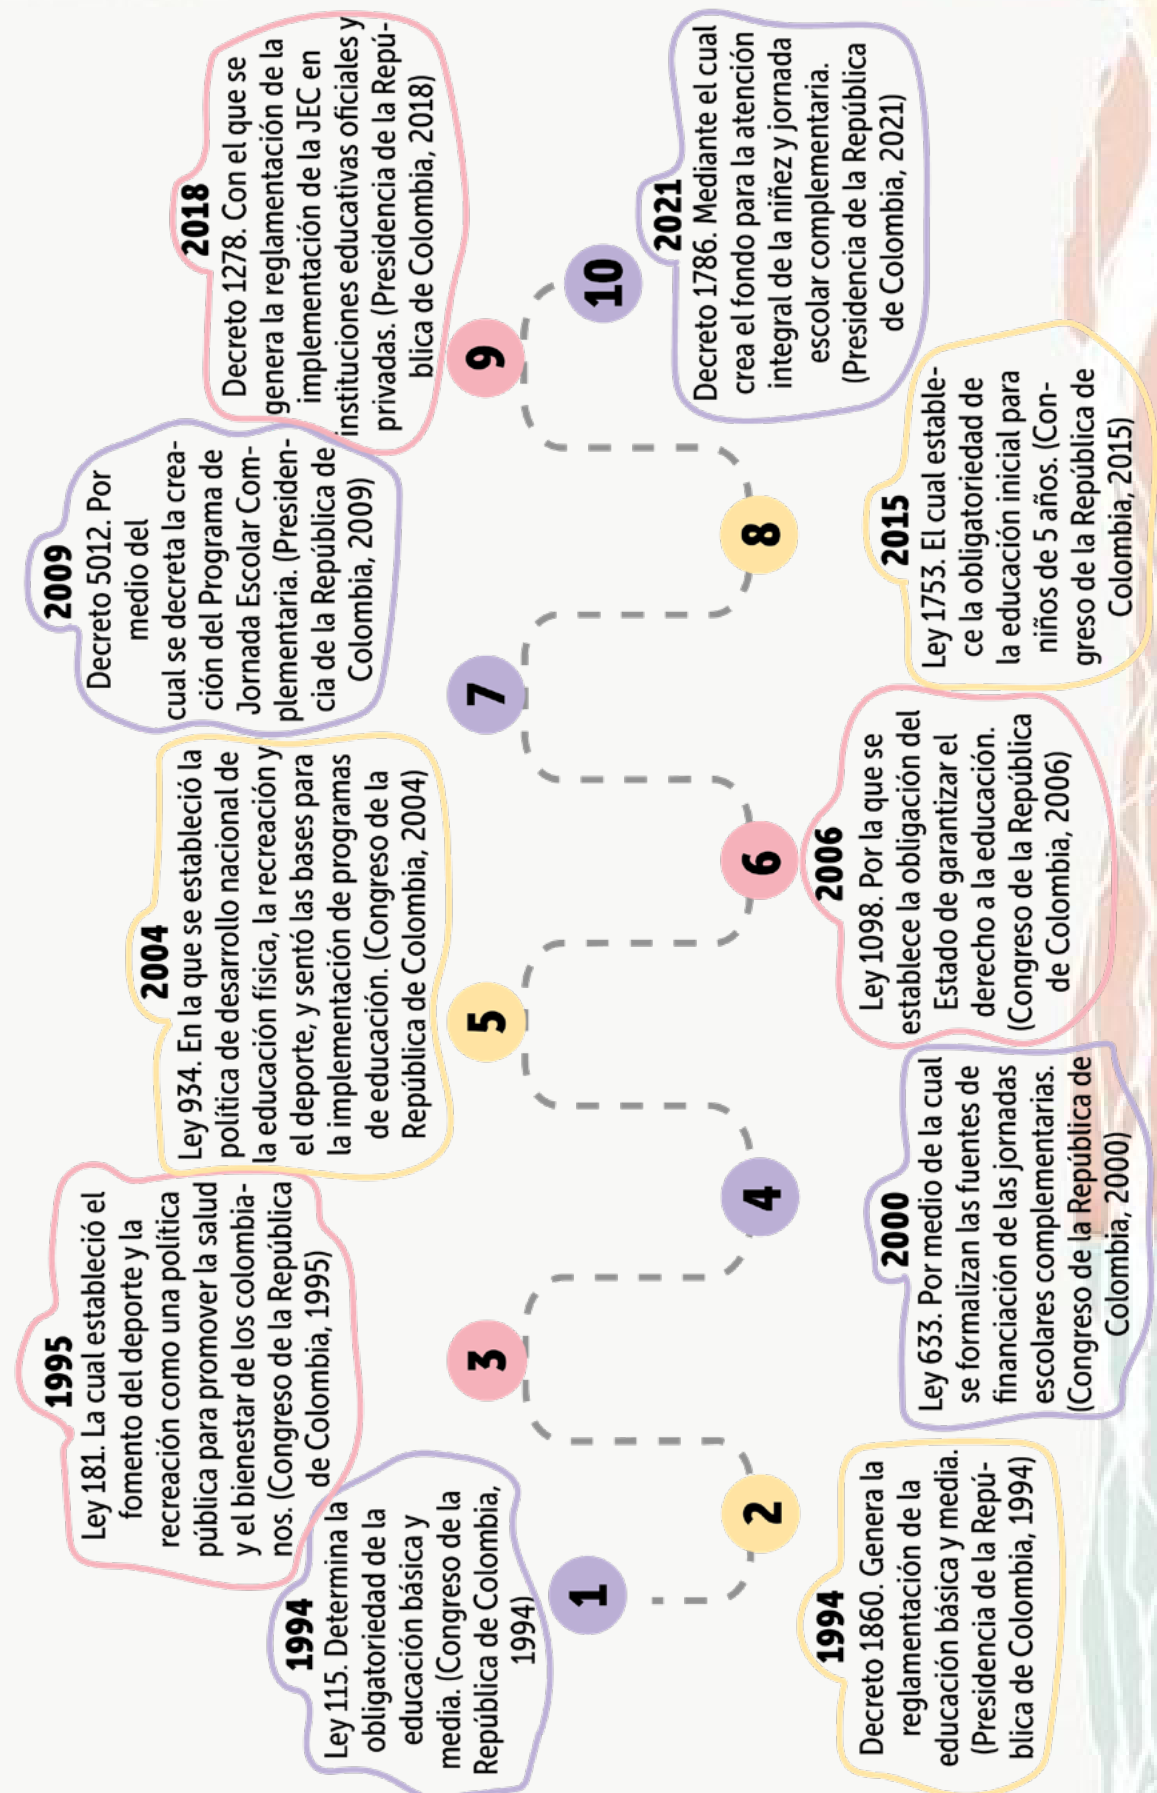 1994
Ley 115. Determina la
obligatoriedad de la
educación básica y
media. (Congreso de la
República de Colombia,
1994)
1
1994
Decreto 1860. Genera la
reglamentación de la
educación básica y media.
(Presidencia de la Repú-
blica de Colombia, 1994)
2
1995
Ley 181. La cual estableció el
fomento del deporte y la
recreación como una política
pública para promover la salud
y el bienestar de los colombia-
nos. (Congreso de la República
de Colombia, 1995)
3
2000
Ley 633. Por medio de la cual
se formalizan las fuentes de
financiación de las jornadas
escolares complementarias.
(Congreso de la República de
Colombia, 2000)
4
2004
Ley 934. En la que se estableció la
política de desarrollo nacional de
la educación física, la recreación y
el deporte, y sentó las bases para
la implementación de programas
de educación. (Congreso de la
República de Colombia, 2004)
5
2006
Ley 1098. Por la que se
establece la obligación del
Estado de garantizar el
derecho a la educación.
(Congreso de la República
de Colombia, 2006)
6
2009
Decreto 5012. Por
medio del
cual se decreta la crea-
ción del Programa de
Jornada Escolar Com-
plementaria. (Presiden-
cia de la República de
Colombia, 2009)
7
2015
Ley 1753. El cual estable-
ce la obligatoriedad de
la educación inicial para
niños de 5 años. (Con-
greso de la República de
Colombia, 2015)
8
2018
Decreto 1278. Con el que se
genera la reglamentación de la
implementación de la JEC en
instituciones educativas oficiales y
privadas. (Presidencia de la Repú-
blica de Colombia, 2018)
9
2021
Decreto 1786. Mediante el cual
crea el fondo para la atención
integral de la niñez y jornada
escolar complementaria.
(Presidencia de la República
de Colombia, 2021)
10